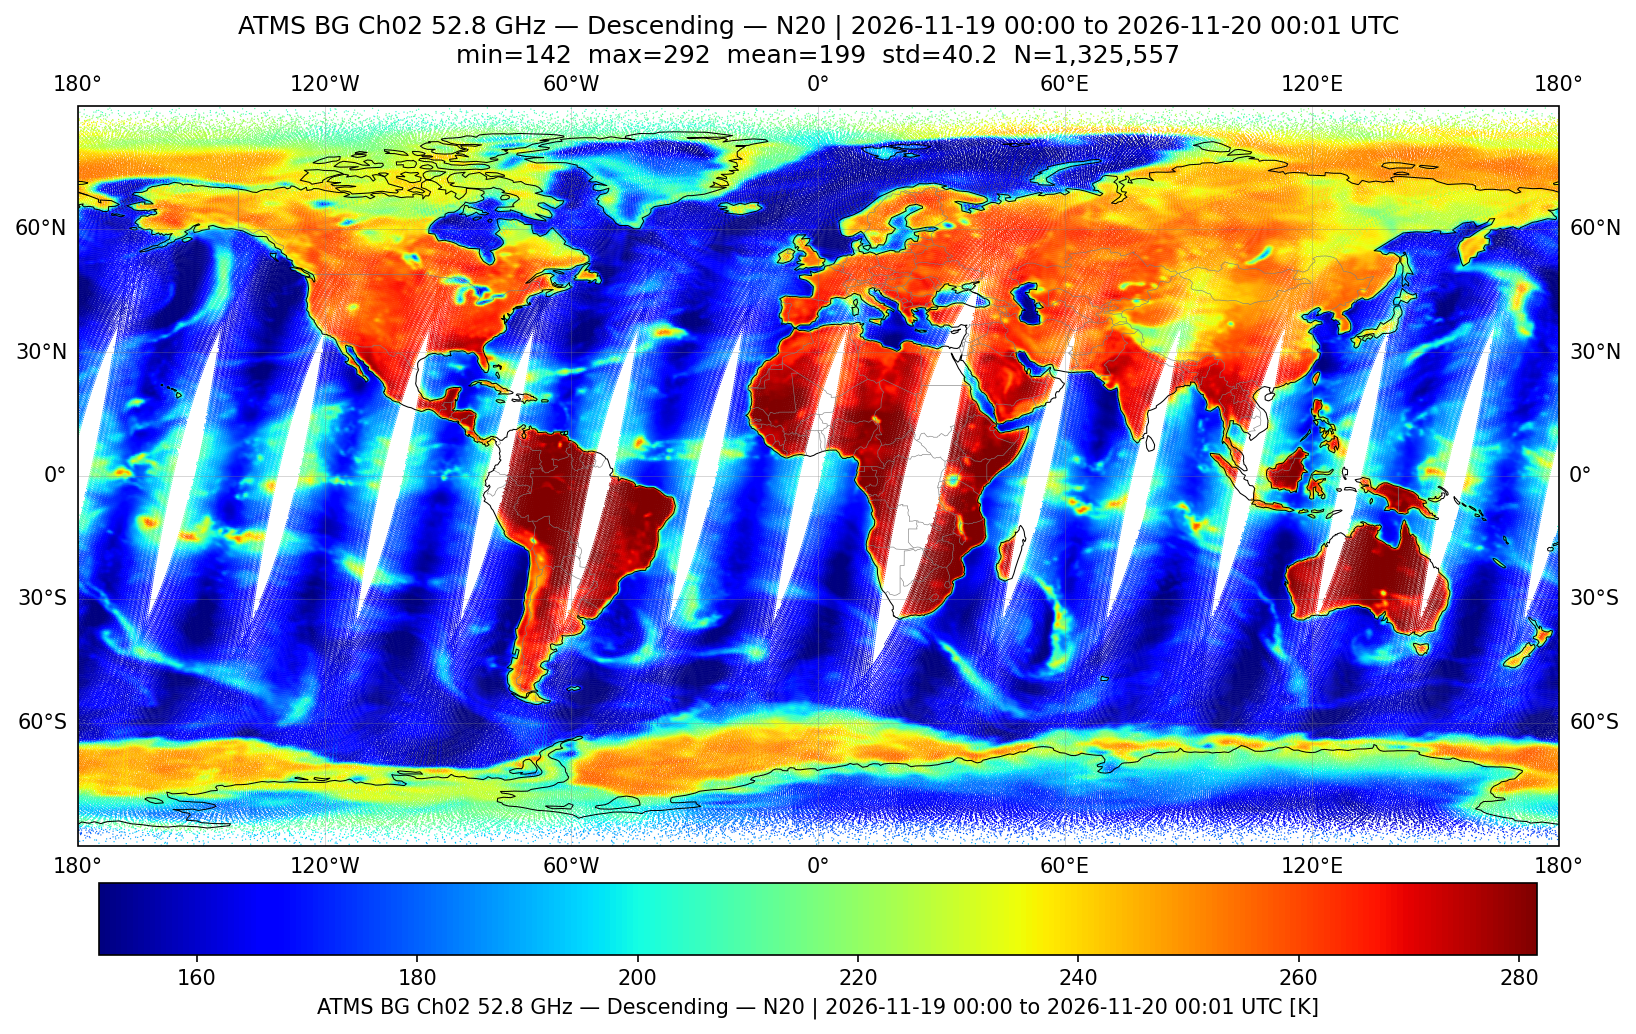 ATMS BG Ch02 52.8 GHz — Descending — N20 | 2026-11-19 00:00 to 2026-11-20 00:01 UTC
min=142 max=292 mean=199 std=40.2 N=1,325,557
180° 120°W 60°W 0° 60°E 120°E 180°
60°N 60°N
30°N 30°N
0° 0°
30°S 30°S
60°S 60°S
180° 120°W 60°W 0° 60°E 120°E 180°
160 180 200 220 240 260 280
ATMS BG Ch02 52.8 GHz — Descending — N20 | 2026-11-19 00:00 to 2026-11-20 00:01 UTC [K]